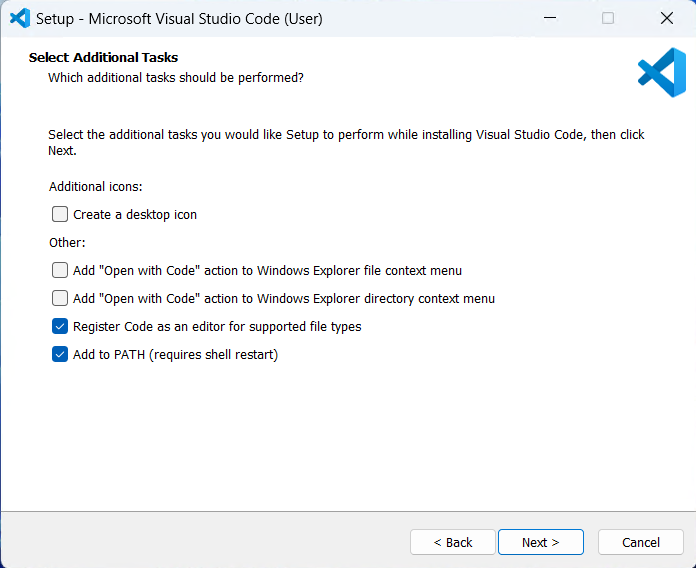 Setup - Microsoft Visual Studio Code (User)
Select Additional Tasks
Which additional tasks should be performed?
Select the additional tasks you would like Setup to perform while installing Visual Studio Code, then click
Next.
Additional icons:
Create a desktop icon
Other:
Add "Open with Code" action to Windows Explorer file context menu
Add "Open with Code" action to Windows Explorer directory context menu
Register Code as an editor for supported file types
Add to PATH (requires shell restart)
< Back
Next >
Cancel